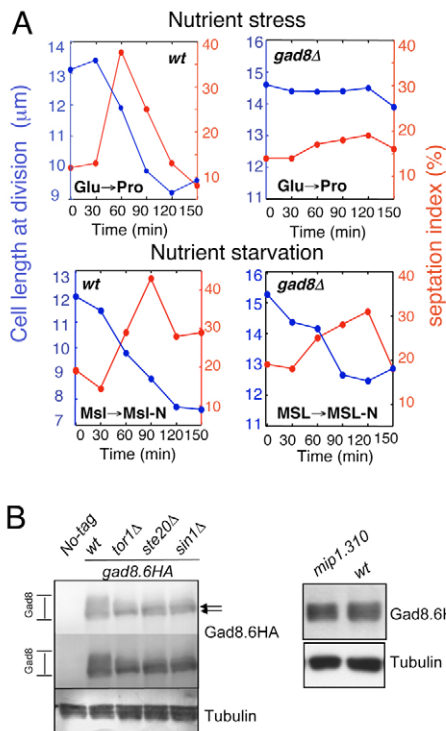 A
Nutrient stress
Cell length at division (μm)
septation index (%)
14
13
12
11
10
9
wt
40
30
20
10
Glu→Pro
0 30 60 90 120 150
Time (min)
16
15
14
13
12
11
gad8Δ
40
30
20
10
Glu→Pro
0 30 60 90 120 150
Time (min)
Nutrient starvation
13
12
11
10
9
8
7
wt
40
30
20
10
Msl→Msl-N
0 30 60 90 120 150
Time (min)
16
15
14
13
12
11
gad8Δ
40
30
20
10
MSL→MSL-N
0 30 60 90 120 150
Time (min)
B
No-tag
wt
tor1Δ
ste20Δ
sin1Δ
gad8.6HA
Gad8
Gad8
Gad8.6HA
Tubulin
mip1.310
wt
Gad8.6H
Tubulin